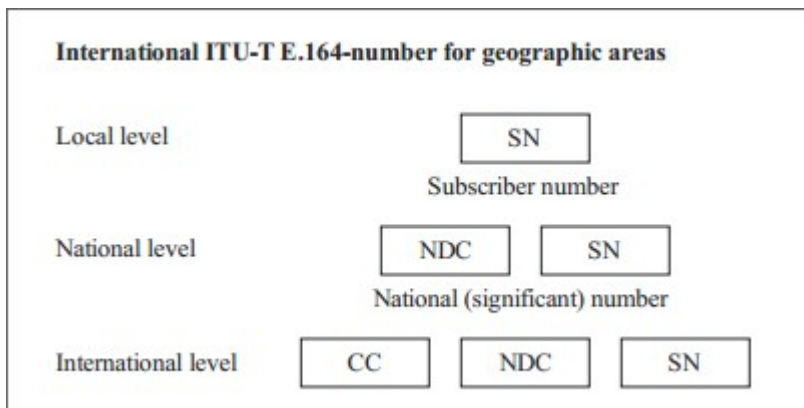 International ITU-T E.164-number for geographic areas
Local level SN
Subscriber number
National level NDC SN
National (significant) number
International level CC NDC SN